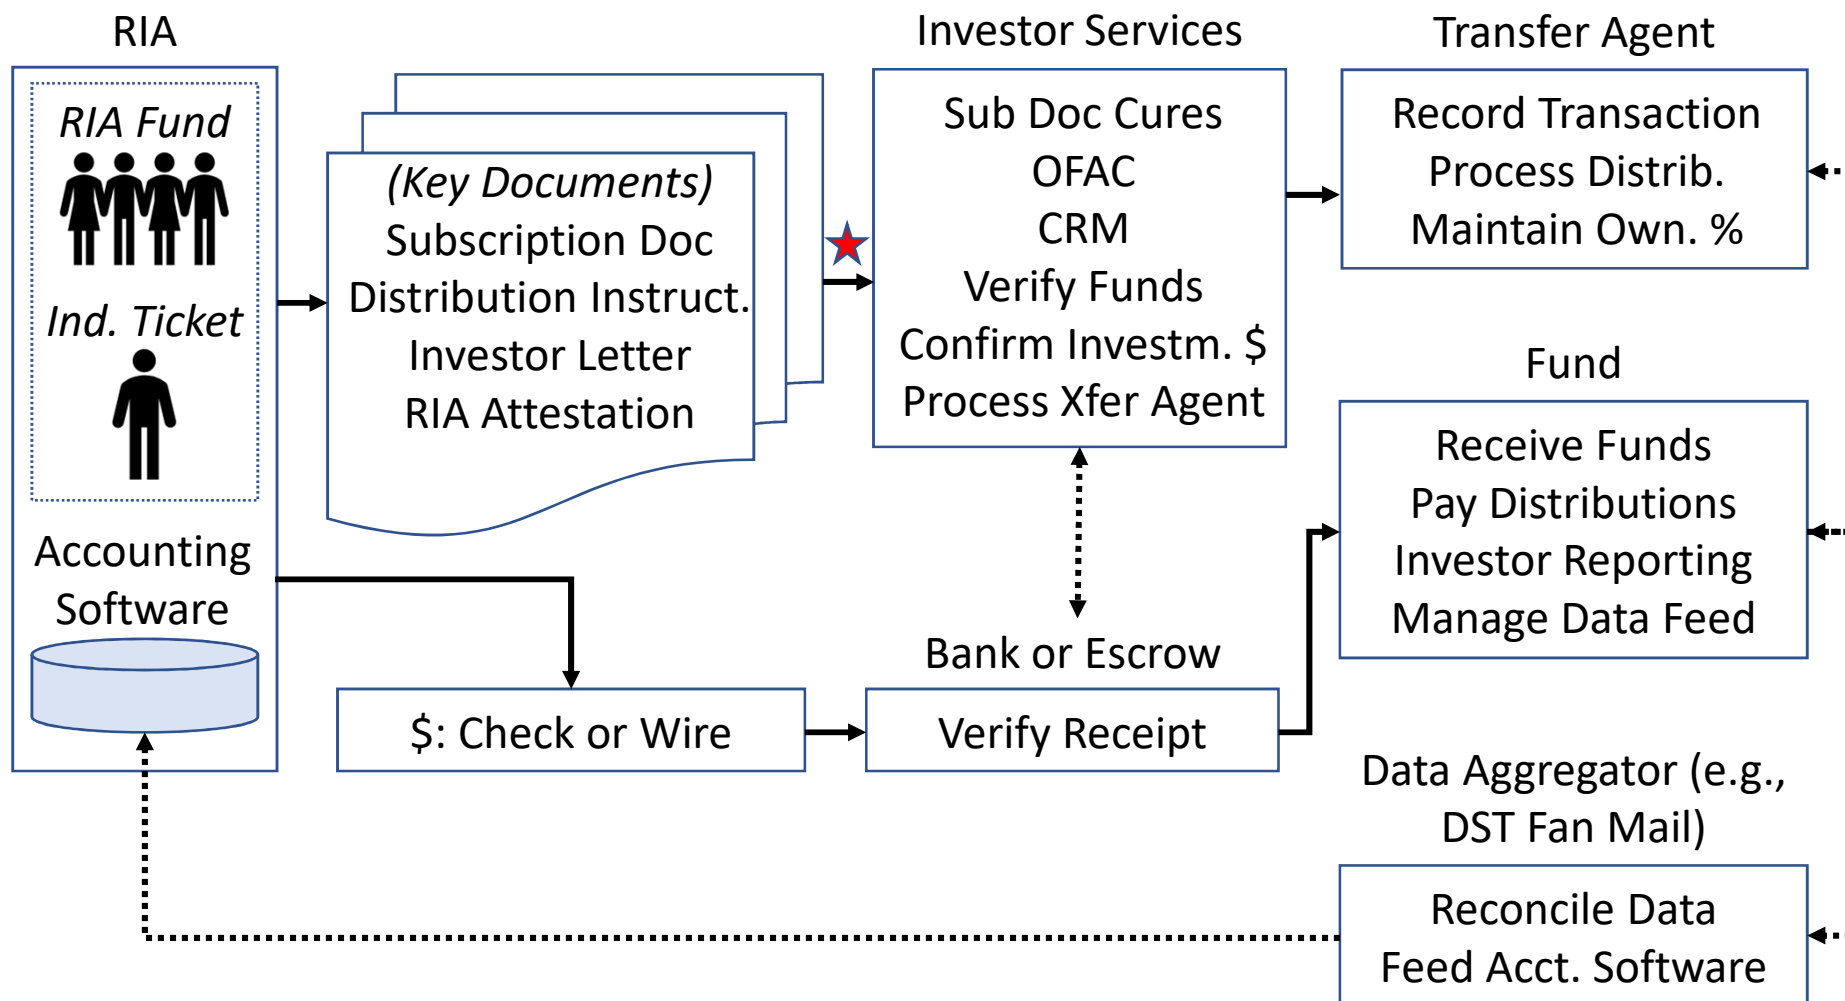 RIA
RIA Fund
Ind. Ticket
Accounting
Software
(Key Documents)
Subscription Doc
Distribution Instruct.
Investor Letter
RIA Attestation
$: Check or Wire
Investor Services
Sub Doc Cures
OFAC
CRM
Verify Funds
Confirm Investm. $
Process Xfer Agent
Bank or Escrow
Verify Receipt
Transfer Agent
Record Transaction
Process Distrib.
Maintain Own. %
Fund
Receive Funds
Pay Distributions
Investor Reporting
Manage Data Feed
Data Aggregator (e.g.,
DST Fan Mail)
Reconcile Data
Feed Acct. Software